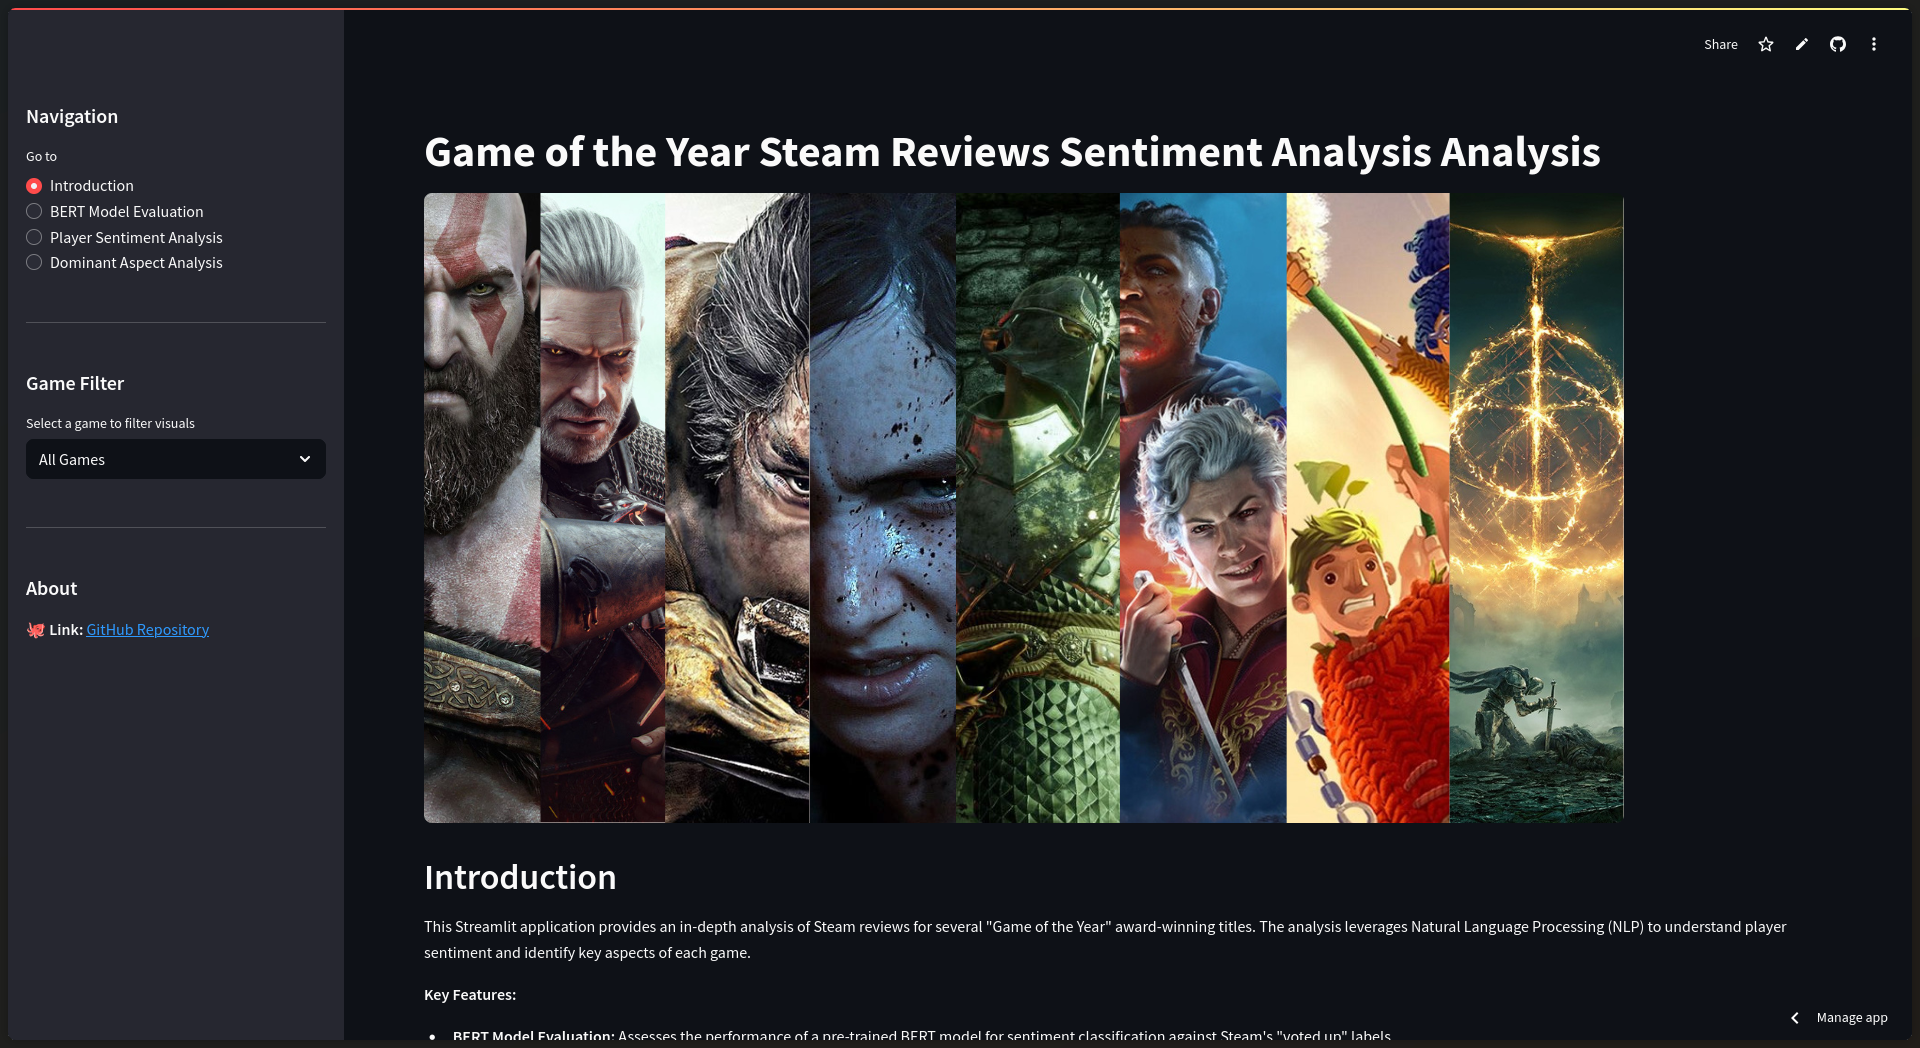 Share
Navigation
Go to
Introduction
BERT Model Evaluation
Player Sentiment Analysis
Dominant Aspect Analysis
Game Filter
Select a game to filter visuals
All Games
About
Link: GitHub Repository
Game of the Year Steam Reviews Sentiment Analysis Analysis
Introduction
This Streamlit application provides an in-depth analysis of Steam reviews for several "Game of the Year" award-winning titles. The analysis leverages Natural Language Processing (NLP) to understand player
sentiment and identify key aspects of each game.
Key Features:
• BERT Model Evaluation: Assesses the performance of a pre-trained BERT model for sentiment classification against Steam's "voted up" labels.
Manage app